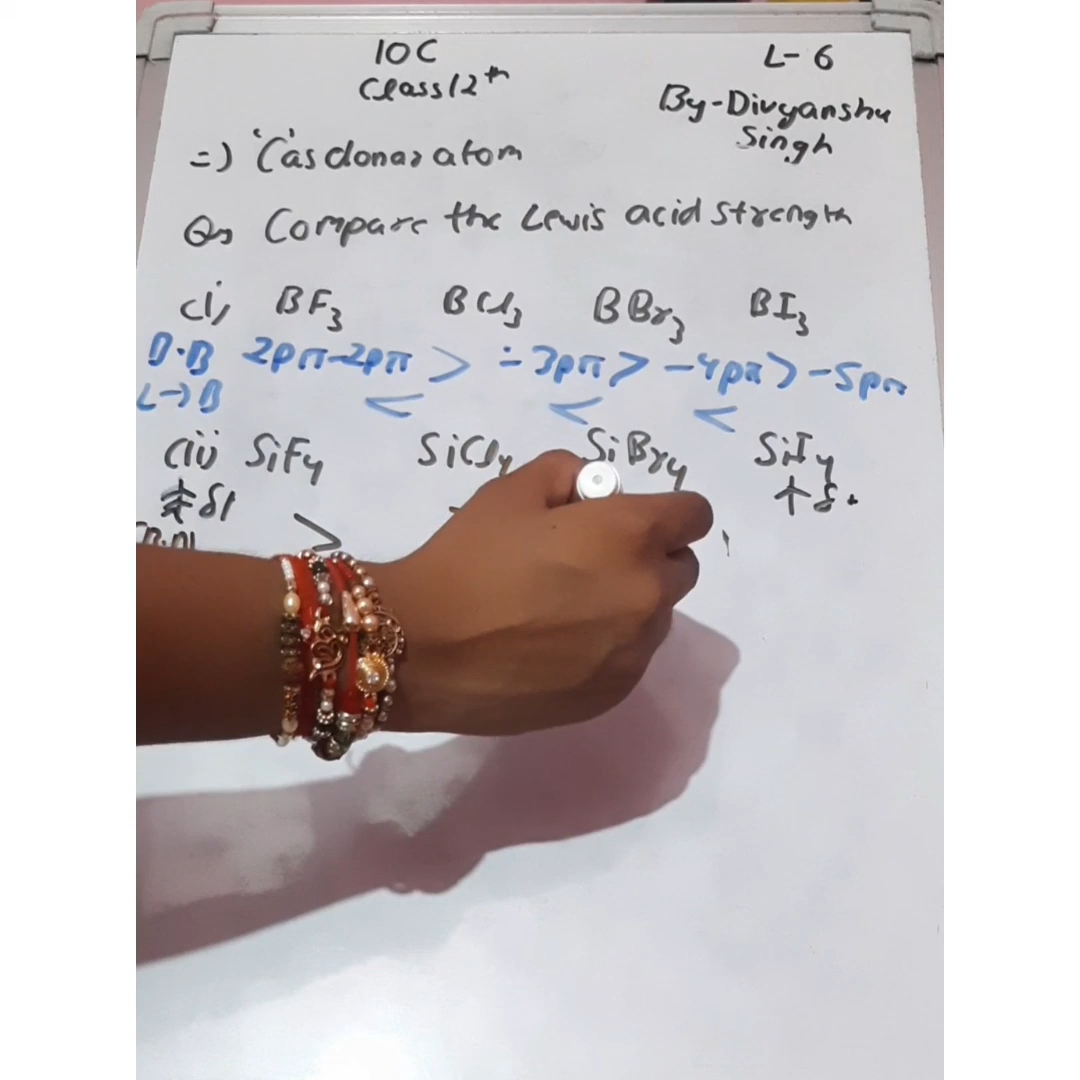 IOC L-6
Class 12th By-Divyanshu
Singh
=) 'C' as donar atom
Qs Compare the Lewis acid strength
(i) BF3 BCl3 BBr3 BI3
B.B 2pπ-2pπ > -3pπ > -4pπ > -5pπ
L->B < < <
(ii) SiF4 SiCl4 SiBr4 SiI4
δ+ ↑ δ.
>